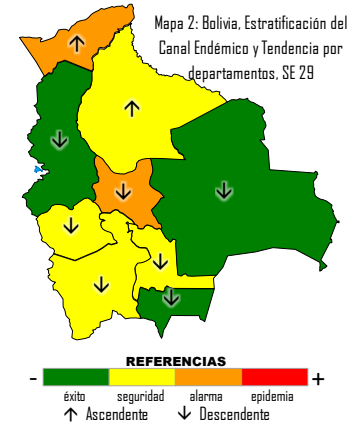 Mapa 2: Bolivia, Estratificación del
Canal Endémico y Tendencia por
departamentos, SE 29
REFERENCIAS
- +
éxito seguridad alarma epidemia
↑ Ascendente ↓ Descendente